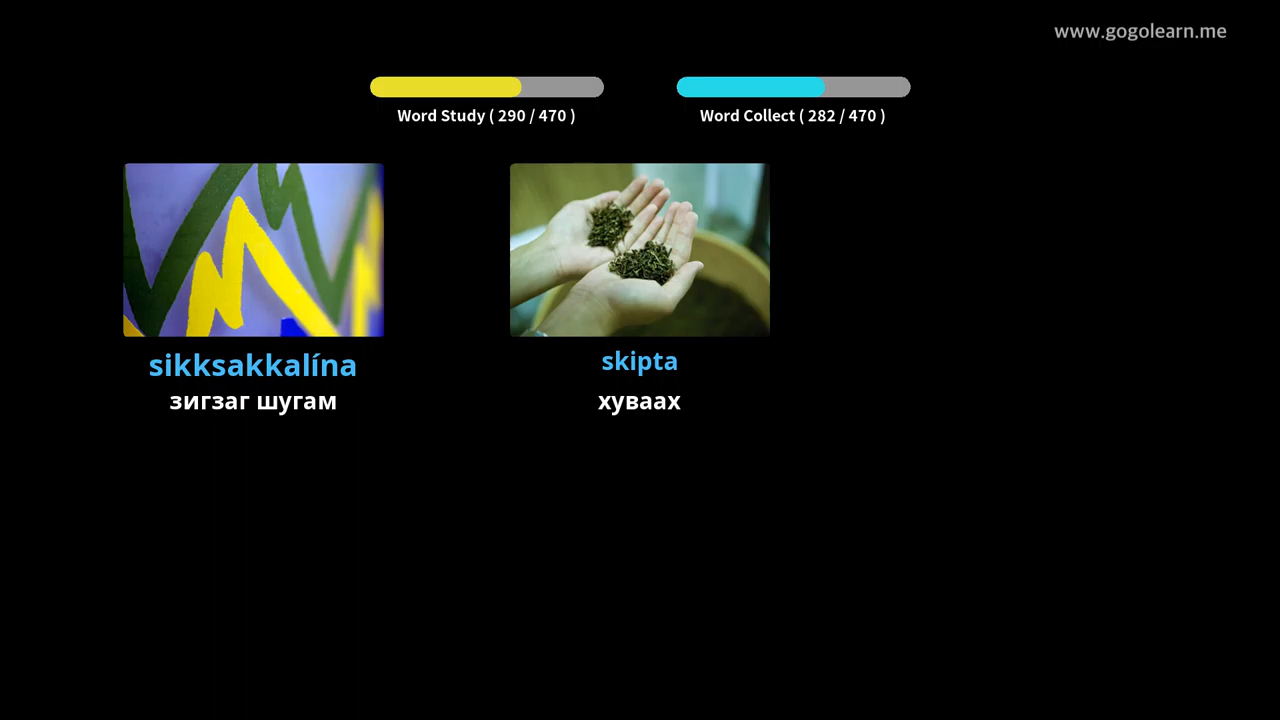 www.gogolearn.me
Word Study ( 290 / 470 )
Word Collect ( 282 / 470 )
sikksakkalína
зигзаг шугам
skipta
хуваах